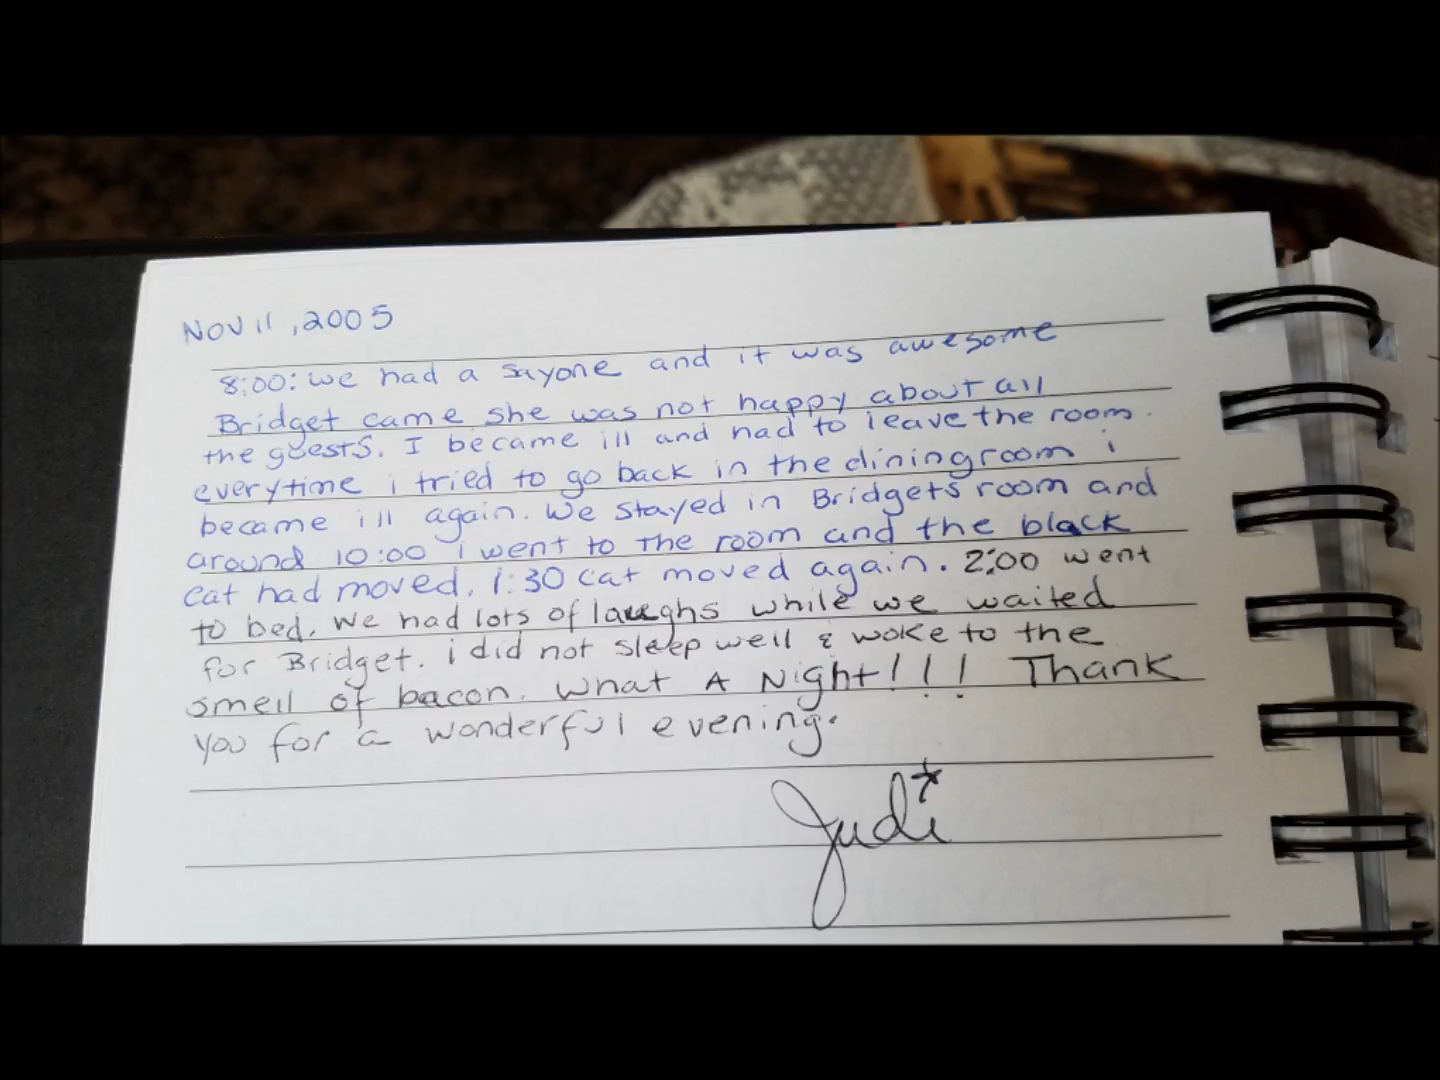 NOV 11, 2005
8:00: we had a sayone and it was awesome
Bridget came she was not happy about all
the guests. I became ill and had to leave the room.
everytime i tried to go back in the diningroom i
became ill again. We stayed in Bridgets room and
around 10:00 i went to the room and the black
cat had moved. 1:30 cat moved again. 2:00 went
to bed. We had lots of laughs while we waited
for Bridget. i did not sleep well & woke to the
smell of bacon. What A Night!!! Thank
you for a wonderful evening.
Judi